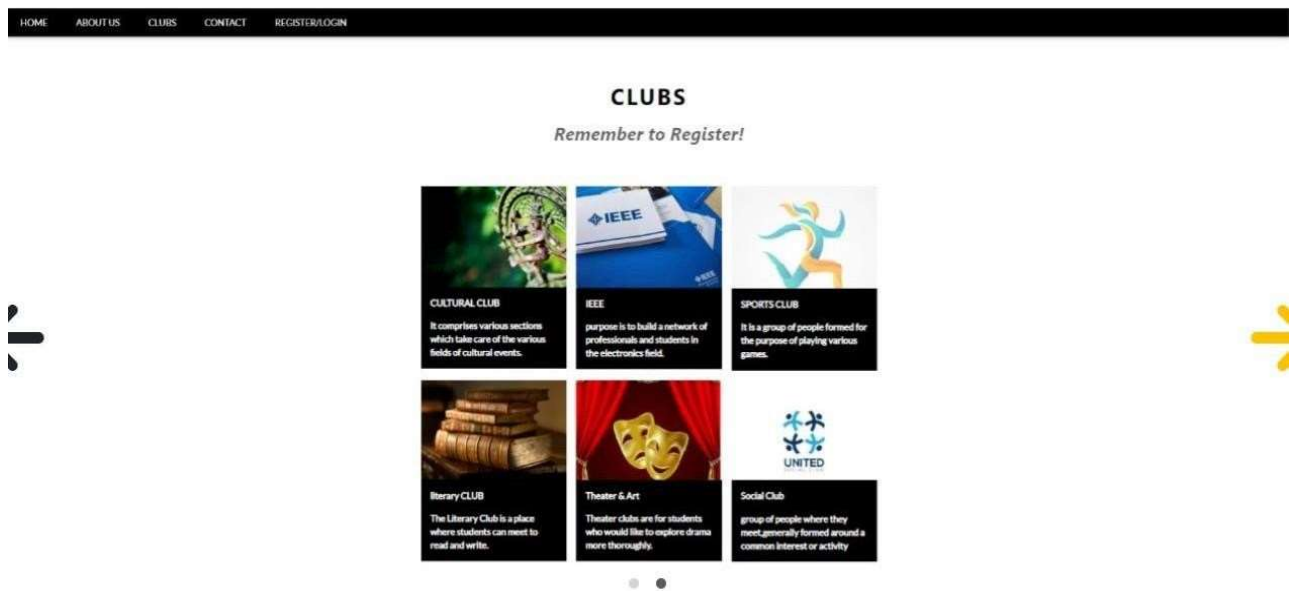 HOME ABOUT US CLUBS CONTACT REGISTER/LOGIN
CLUBS
Remember to Register!
IEEE
IEEE
CULTURAL CLUB
It comprises various sections
which take care of the various
fields of cultural events.
IEEE
purpose is to build a network of
professionals and students in
the electronics field.
SPORTS CLUB
It is a group of people formed for
the purpose of playing various
games.
UNITED
SOCIAL CLUB
literary CLUB
The Literary Club is a place
where students can meet to
read and write.
Theater & Art
Theater clubs are for students
who would like to explore drama
more thoroughly.
Social Club
group of people where they
meet,generally formed around a
common interest or activity